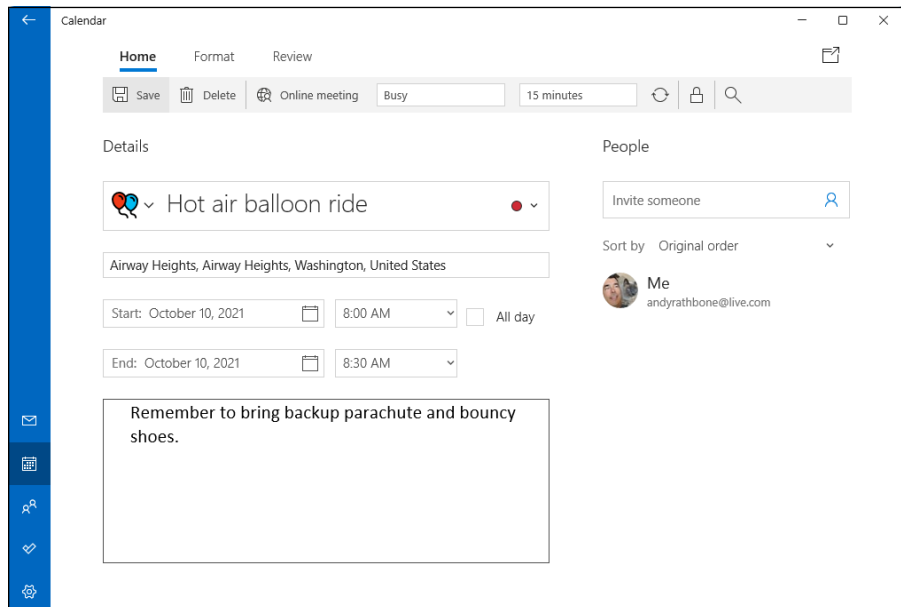 Calendar
Home Format Review
Save Delete Online meeting Busy 15 minutes
Details
People
Hot air balloon ride
Invite someone
Airway Heights, Airway Heights, Washington, United States
Sort by Original order
Me
andyrathbone@live.com
Start: October 10, 2021 8:00 AM All day
End: October 10, 2021 8:30 AM
Remember to bring backup parachute and bouncy
shoes.